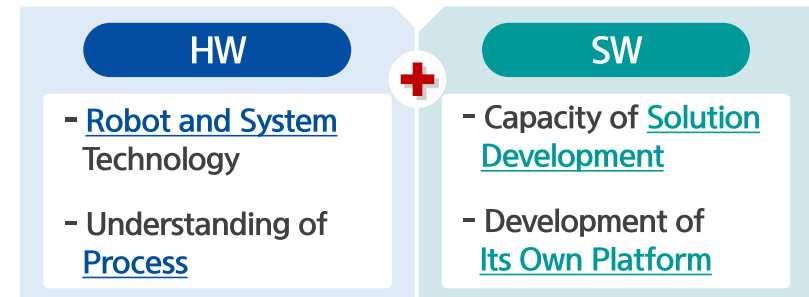 HW
- Robot and System
Technology
- Understanding of
Process
SW
- Capacity of Solution
Development
- Development of
Its Own Platform